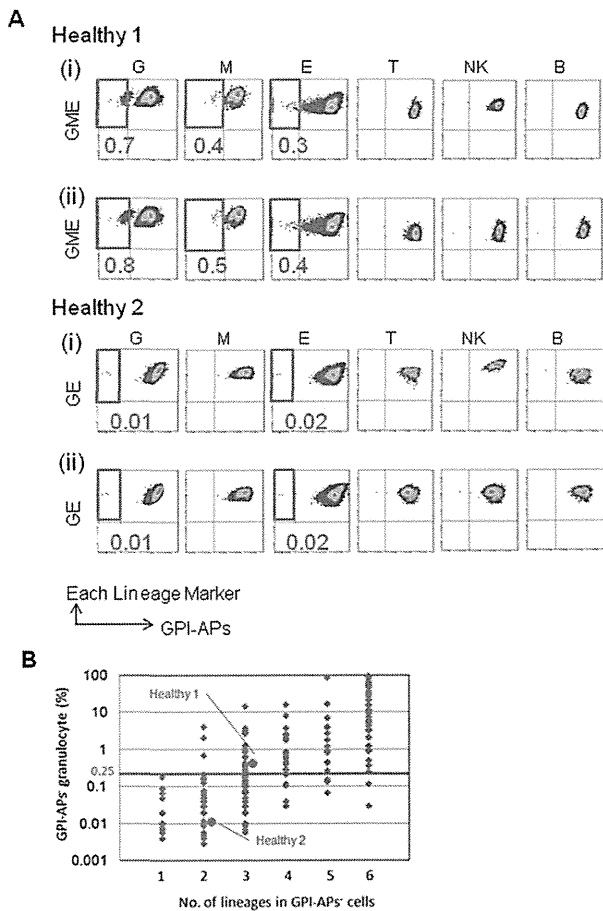 A
Healthy 1
(i) G M E T NK B
GME
0.7 0.4 0.3
(ii)
GME
0.8 0.5 0.4
Healthy 2
(i) G M E T NK B
GE
0.01 0.02
(ii)
GE
0.01 0.02
Each Lineage Marker
GPI-APs
B
GPI-APs⁻ granulocyte (%)
100
10
1
0.25
0.1
0.01
0.001
Healthy 1
Healthy 2
1 2 3 4 5 6
No. of lineages in GPI-APs⁻ cells